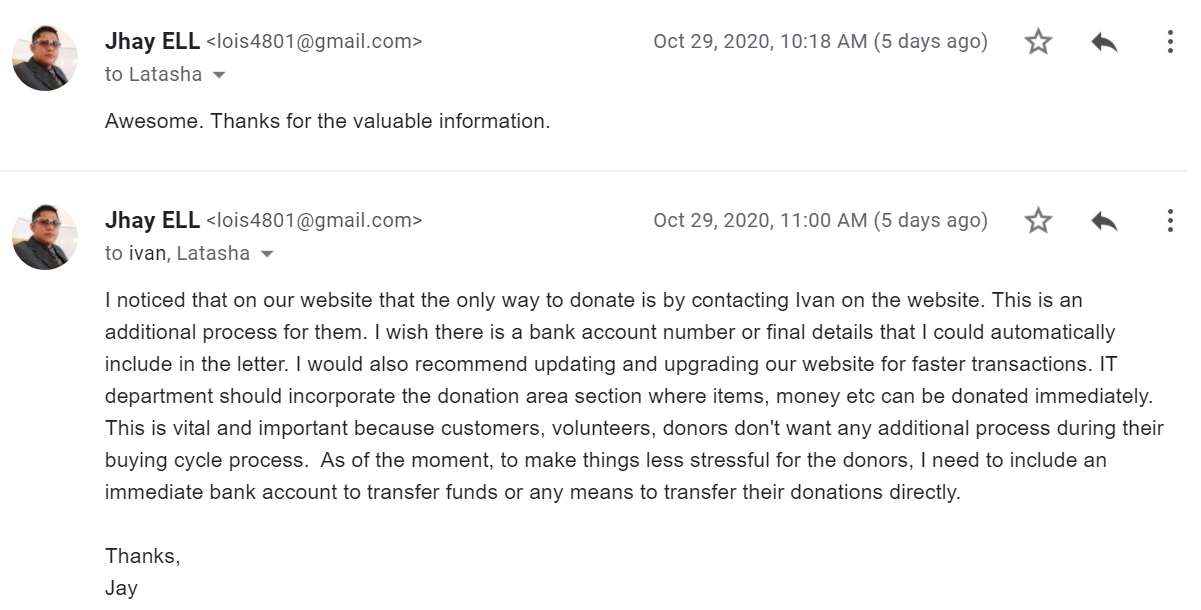 Jhay ELL <lois4801@gmail.com> Oct 29, 2020, 10:18 AM (5 days ago)
to Latasha
Awesome. Thanks for the valuable information.
Jhay ELL <lois4801@gmail.com> Oct 29, 2020, 11:00 AM (5 days ago)
to ivan, Latasha
I noticed that on our website that the only way to donate is by contacting Ivan on the website. This is an
additional process for them. I wish there is a bank account number or final details that I could automatically
include in the letter. I would also recommend updating and upgrading our website for faster transactions. IT
department should incorporate the donation area section where items, money etc can be donated immediately.
This is vital and important because customers, volunteers, donors don't want any additional process during their
buying cycle process.  As of the moment, to make things less stressful for the donors, I need to include an
immediate bank account to transfer funds or any means to transfer their donations directly.
Thanks,
Jay